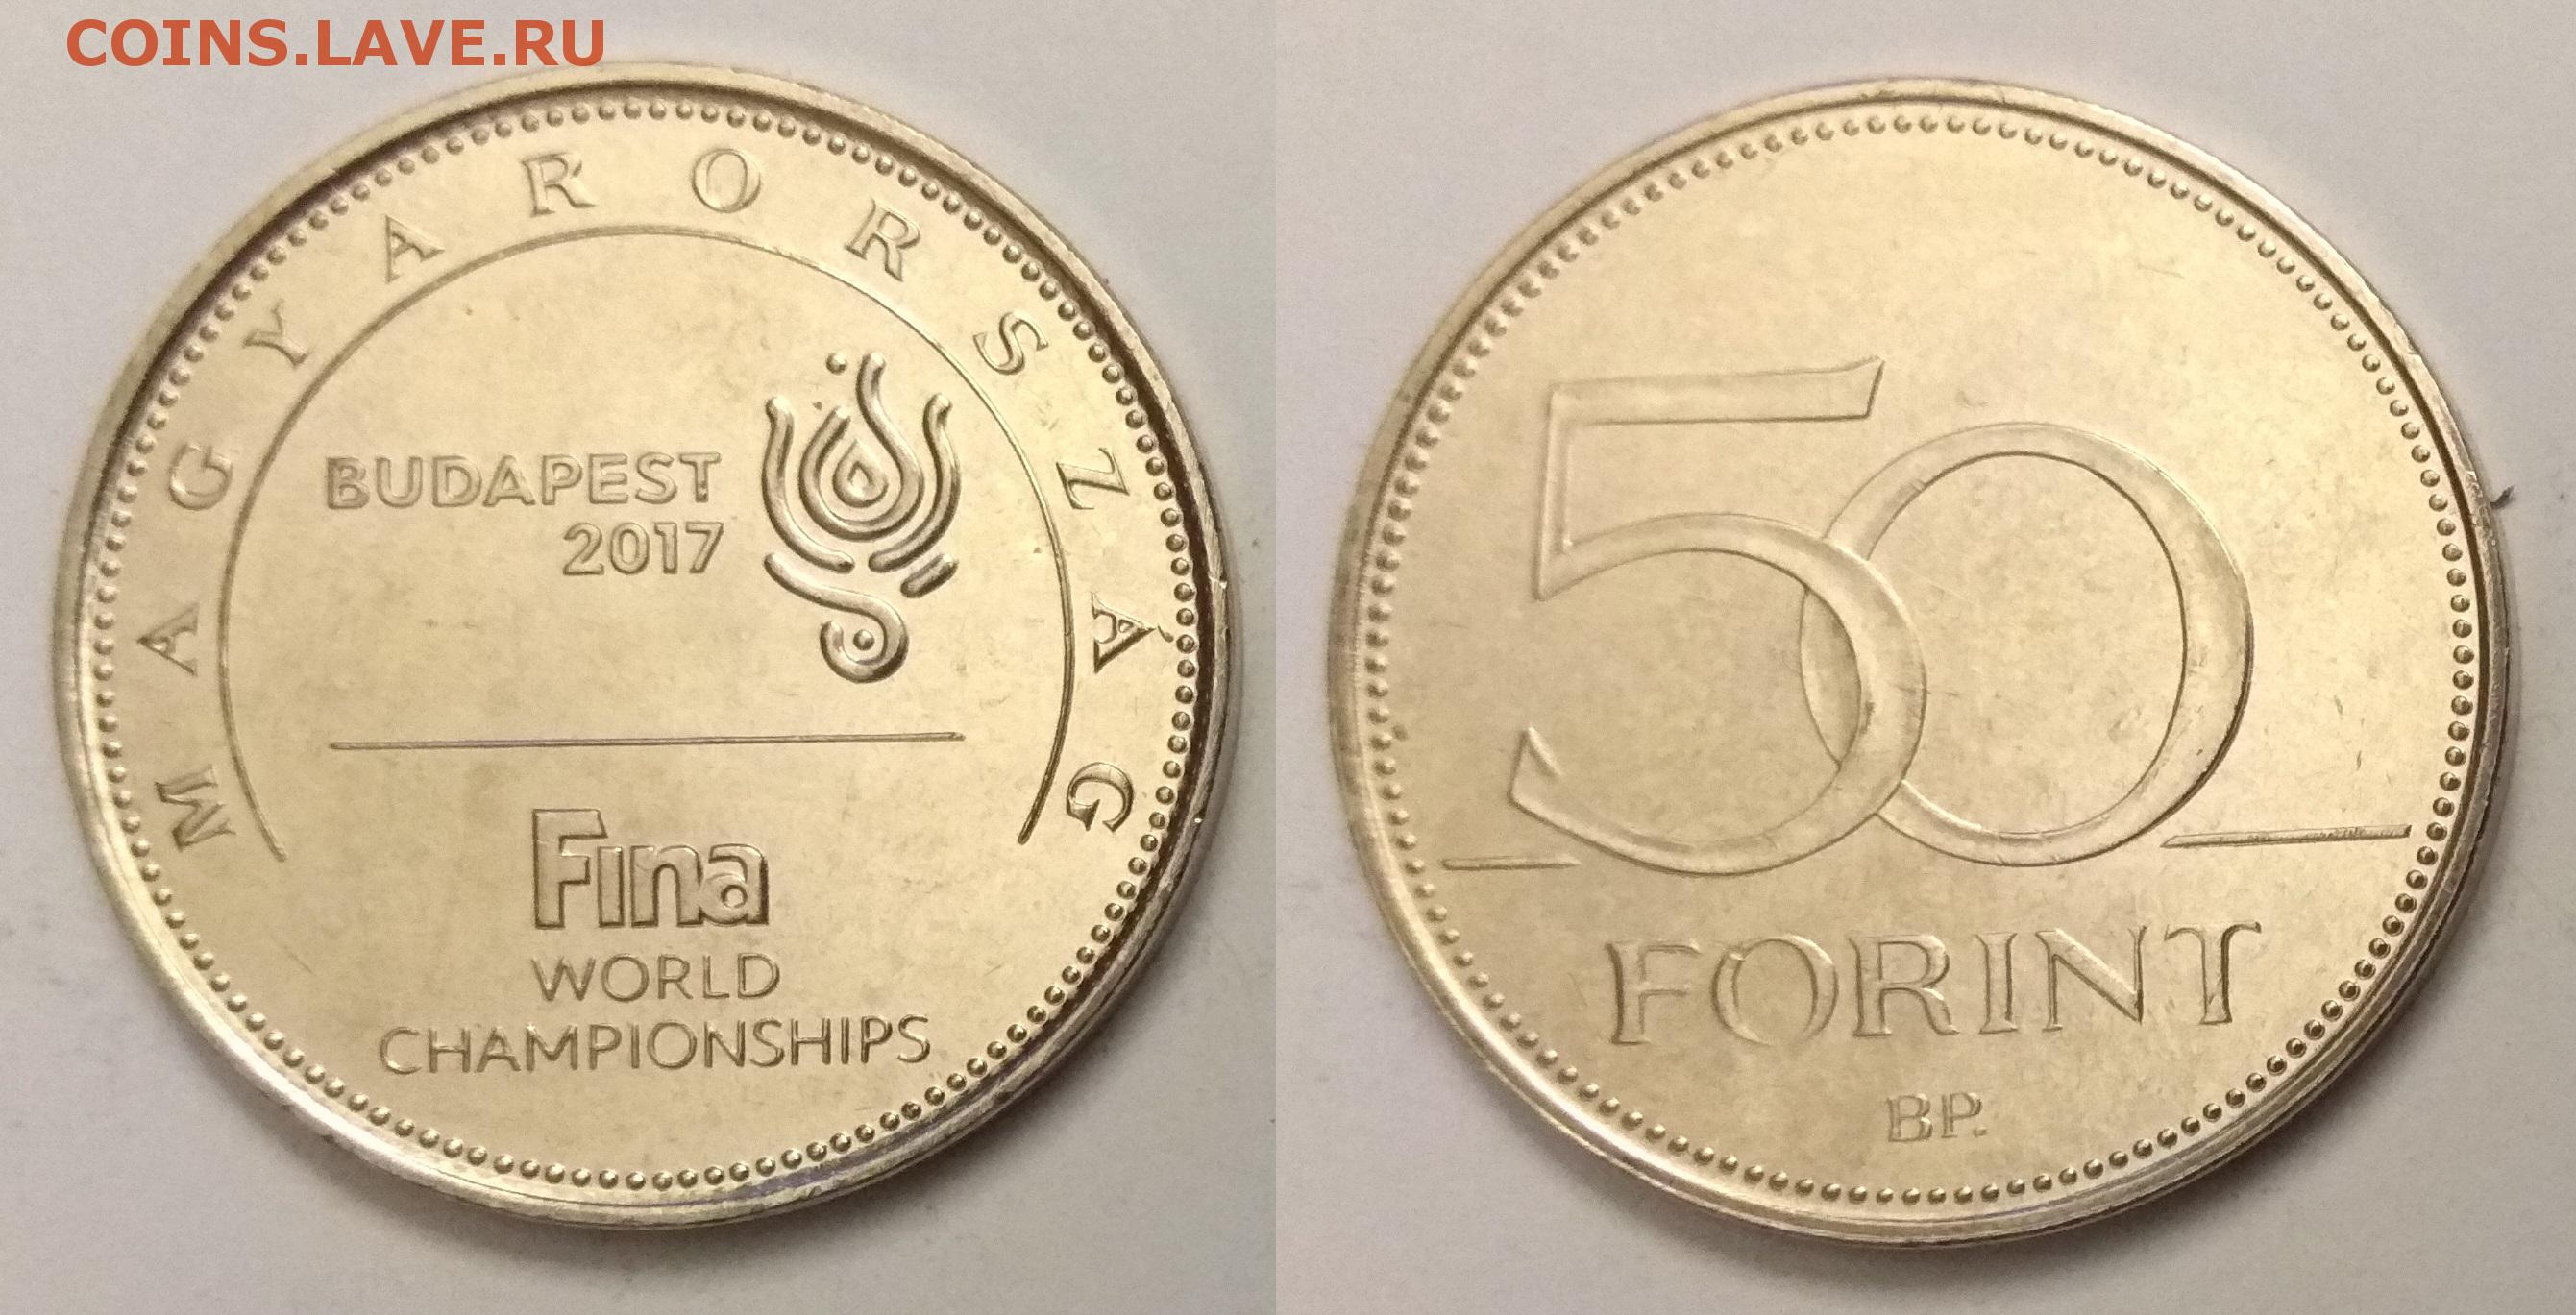 COINS.LAVE.RU
MAGYARORSZÁG
BUDAPEST
2017
Fina
WORLD
CHAMPIONSHIPS
50
FORINT
BP.